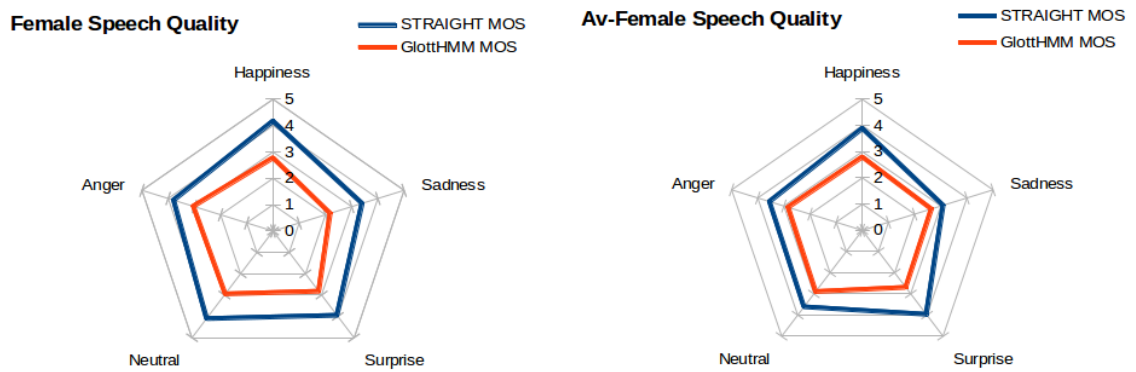 Female Speech Quality
STRAIGHT MOS
GlottHMM MOS
Happiness
5
4
3
2
1
0
Anger
Sadness
Neutral
Surprise
Av-Female Speech Quality
STRAIGHT MOS
GlottHMM MOS
Happiness
5
4
3
2
1
0
Anger
Sadness
Neutral
Surprise